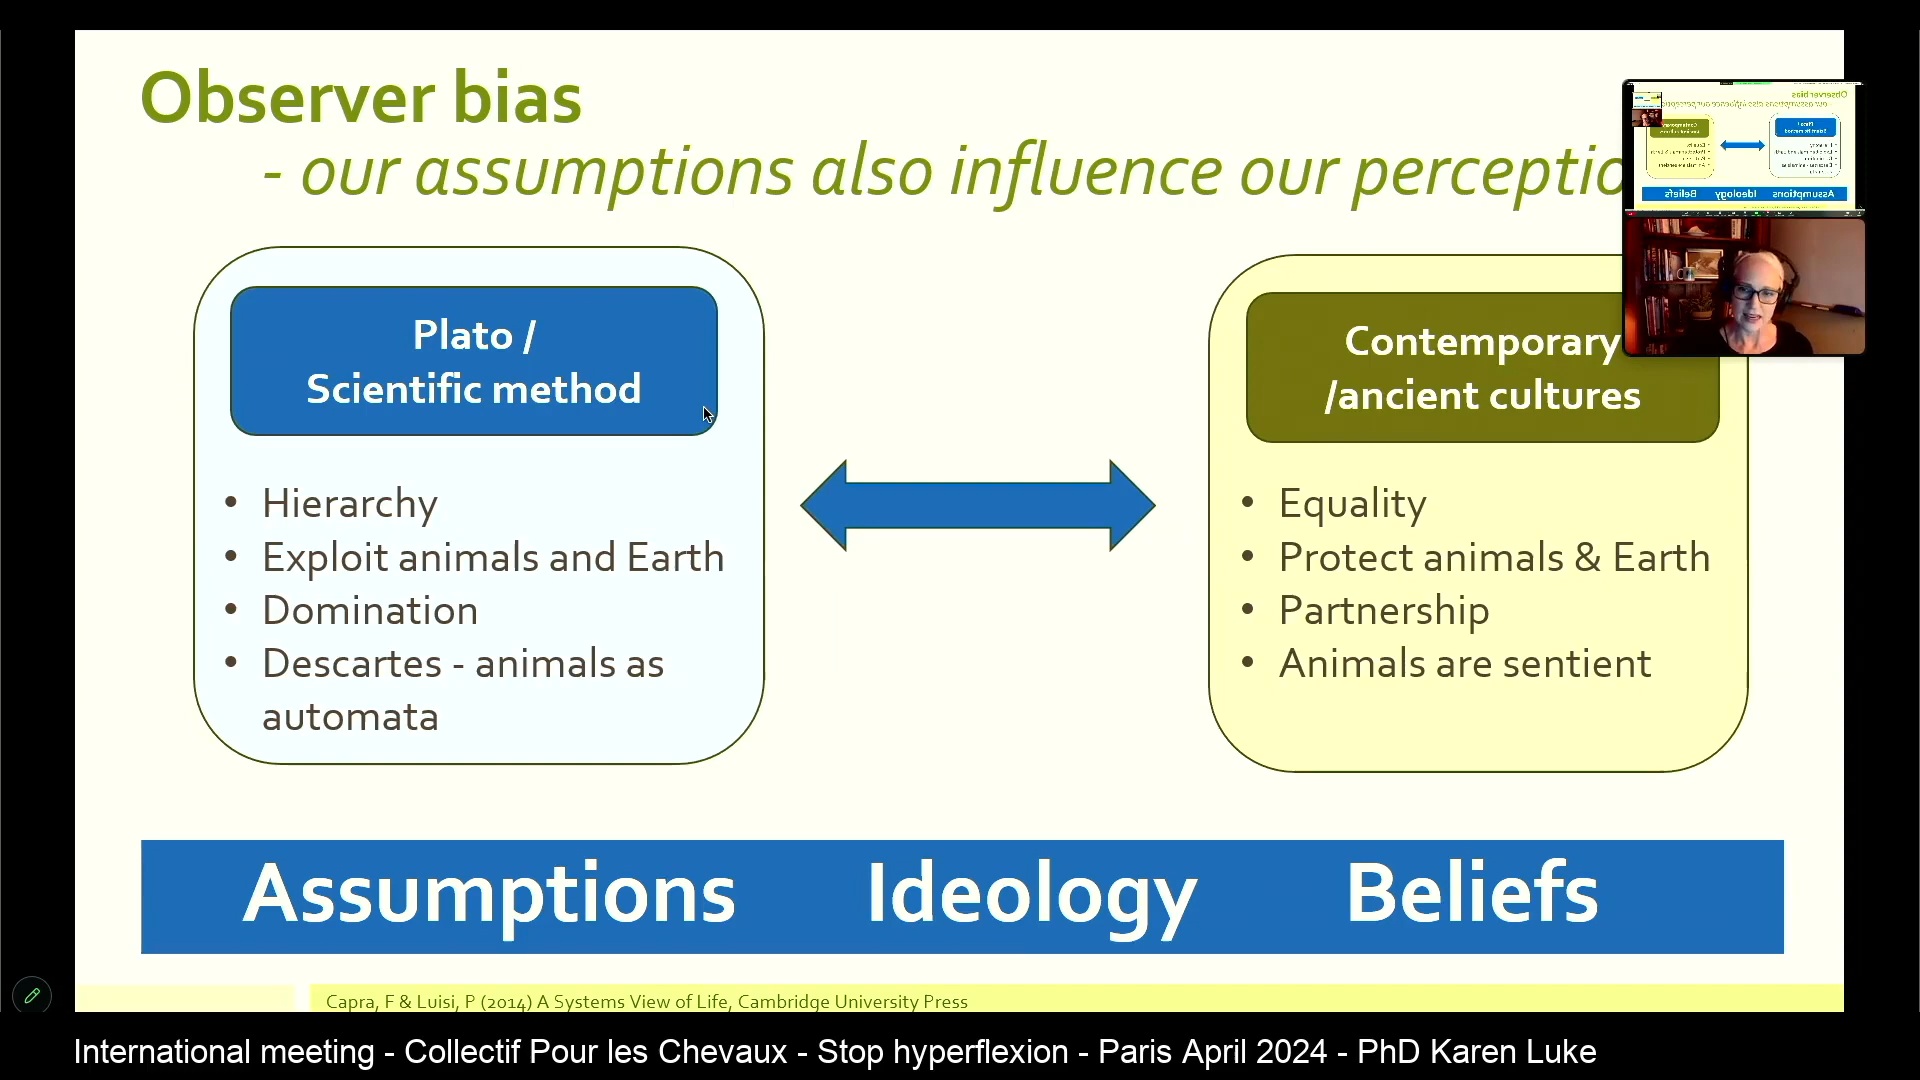 Observer bias
- our assumptions also influence our perceptio
Plato /
Scientific method
• Hierarchy
• Exploit animals and Earth
• Domination
• Descartes - animals as
automata
Contemporary
/ancient cultures
• Equality
• Protect animals & Earth
• Partnership
• Animals are sentient
Assumptions Ideology Beliefs
Capra, F & Luisi, P (2014) A Systems View of Life, Cambridge University Press
International meeting - Collectif Pour les Chevaux - Stop hyperflexion - Paris April 2024 - PhD Karen Luke